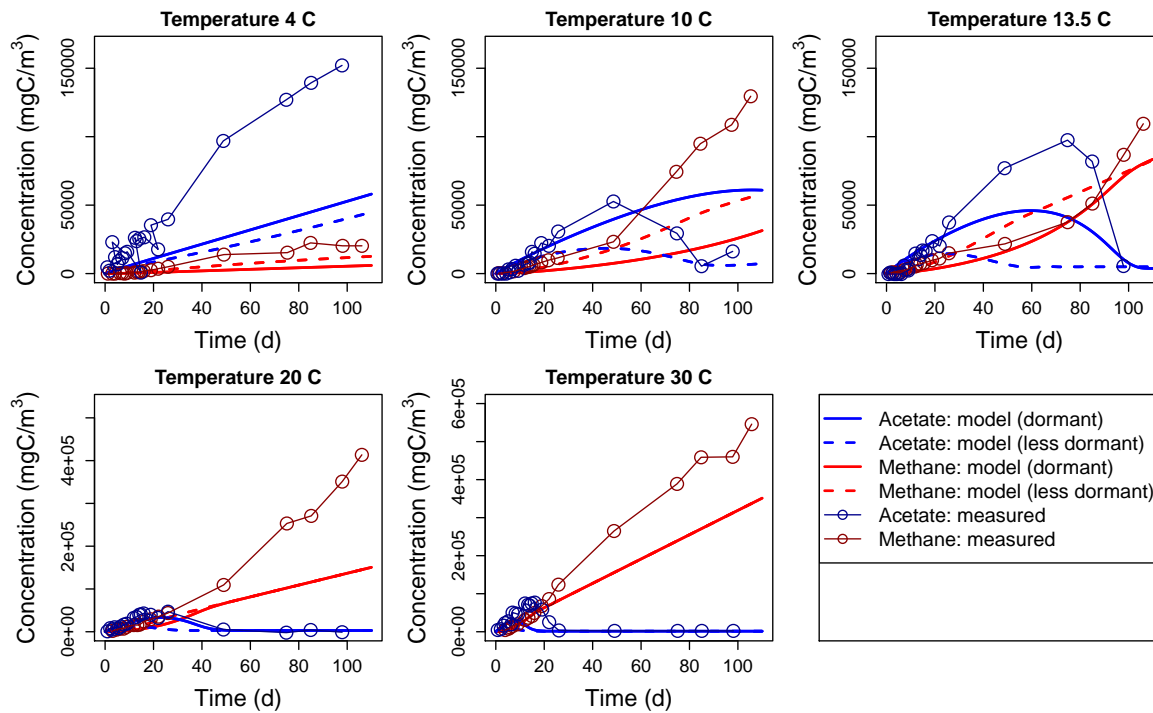 Temperature 4 C
Concentration (mgC/m³)
0
50000
150000
0 20 40 60 80 100
Time (d)
Temperature 10 C
Concentration (mgC/m³)
0
50000
150000
0 20 40 60 80 100
Time (d)
Temperature 13.5 C
Concentration (mgC/m³)
0
50000
150000
0 20 40 60 80 100
Time (d)
Temperature 20 C
Concentration (mgC/m³)
0e+00
2e+05
4e+05
0 20 40 60 80 100
Time (d)
Temperature 30 C
Concentration (mgC/m³)
0e+00
2e+05
4e+05
6e+05
0 20 40 60 80 100
Time (d)
Acetate: model (dormant)
Acetate: model (less dormant)
Methane: model (dormant)
Methane: model (less dormant)
Acetate: measured
Methane: measured